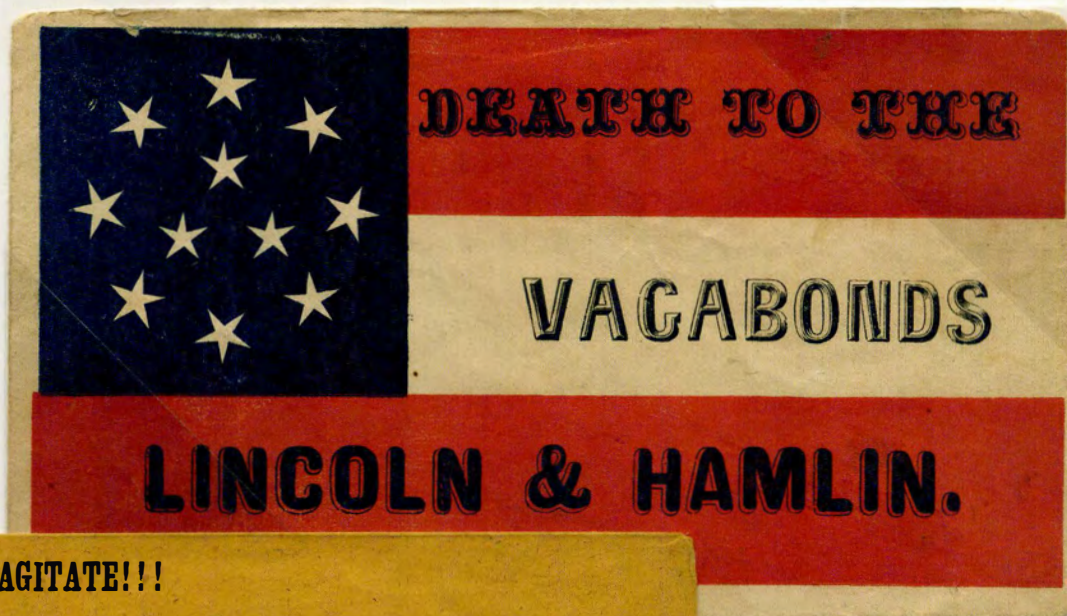 DEATH TO THE
VAGABONDS
LINCOLN & HAMLIN.
AGITATE!!!